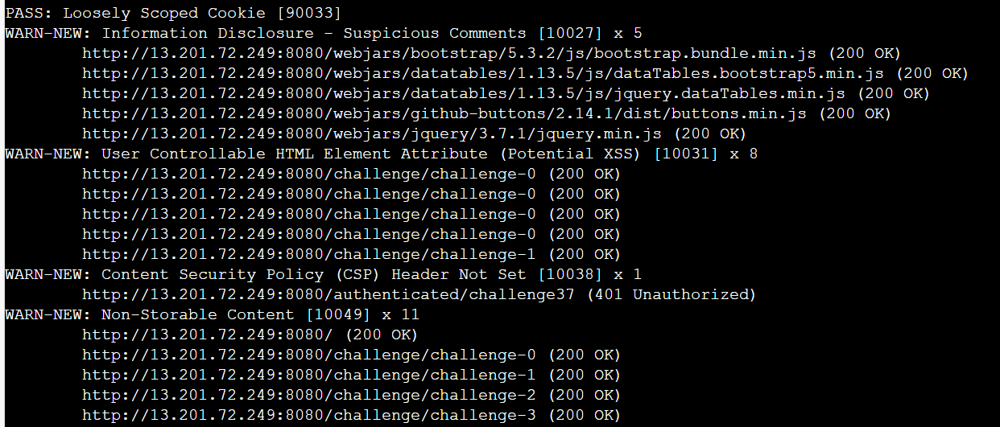 PASS: Loosely Scoped Cookie [90033]
WARN-NEW: Information Disclosure - Suspicious Comments [10027] x 5
http://13.201.72.249:8080/webjars/bootstrap/5.3.2/js/bootstrap.bundle.min.js (200 OK)
http://13.201.72.249:8080/webjars/datatables/1.13.5/js/dataTables.bootstrap5.min.js (200 OK)
http://13.201.72.249:8080/webjars/datatables/1.13.5/js/jquery.dataTables.min.js (200 OK)
http://13.201.72.249:8080/webjars/github-buttons/2.14.1/dist/buttons.min.js (200 OK)
http://13.201.72.249:8080/webjars/jquery/3.7.1/jquery.min.js (200 OK)
WARN-NEW: User Controllable HTML Element Attribute (Potential XSS) [10031] x 8
http://13.201.72.249:8080/challenge/challenge-0 (200 OK)
http://13.201.72.249:8080/challenge/challenge-0 (200 OK)
http://13.201.72.249:8080/challenge/challenge-0 (200 OK)
http://13.201.72.249:8080/challenge/challenge-0 (200 OK)
http://13.201.72.249:8080/challenge/challenge-1 (200 OK)
WARN-NEW: Content Security Policy (CSP) Header Not Set [10038] x 1
http://13.201.72.249:8080/authenticated/challenge37 (401 Unauthorized)
WARN-NEW: Non-Storable Content [10049] x 11
http://13.201.72.249:8080/ (200 OK)
http://13.201.72.249:8080/challenge/challenge-0 (200 OK)
http://13.201.72.249:8080/challenge/challenge-1 (200 OK)
http://13.201.72.249:8080/challenge/challenge-2 (200 OK)
http://13.201.72.249:8080/challenge/challenge-3 (200 OK)